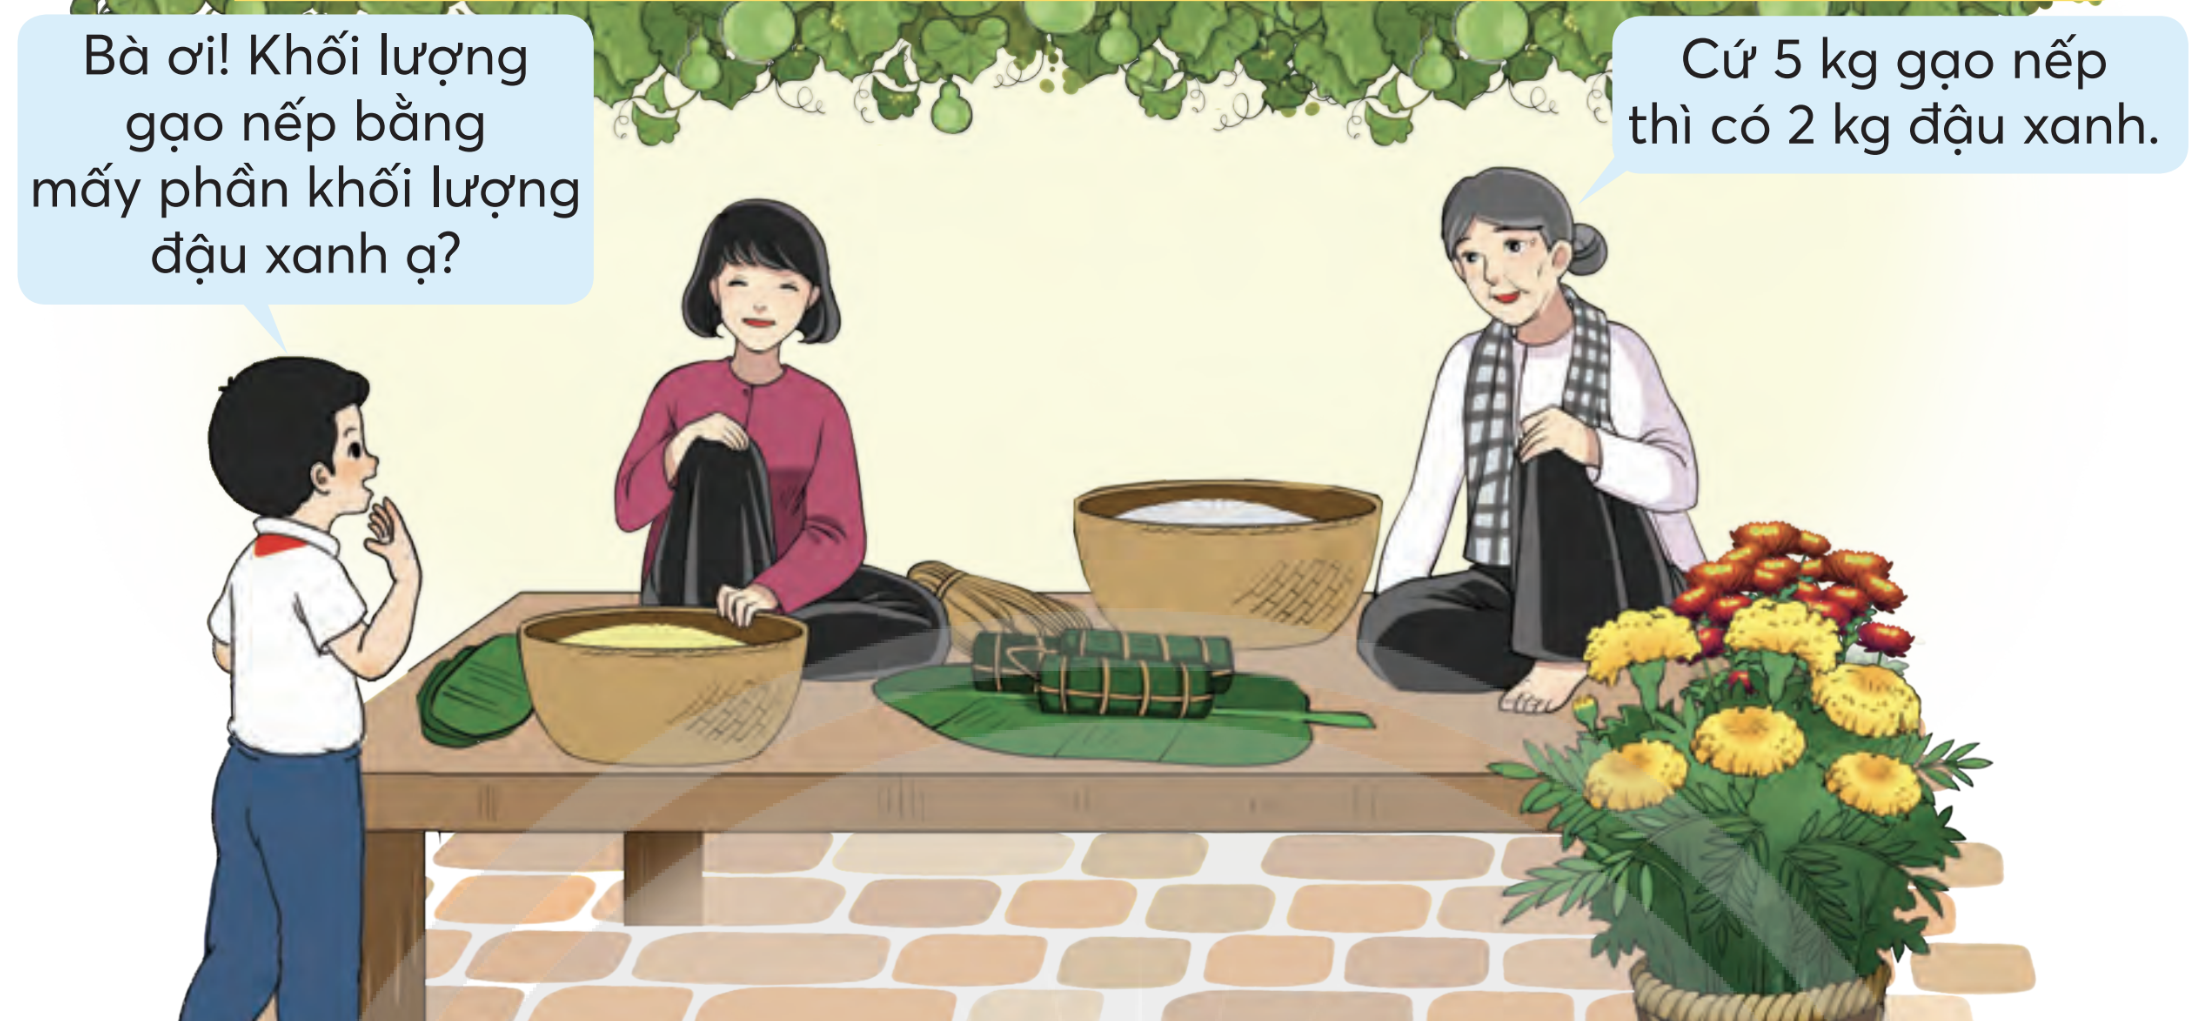 Bà ơi! Khối lượng
gạo nếp bằng
mấy phần khối lượng
đậu xanh ạ?
Cứ 5 kg gạo nếp
thì có 2 kg đậu xanh.